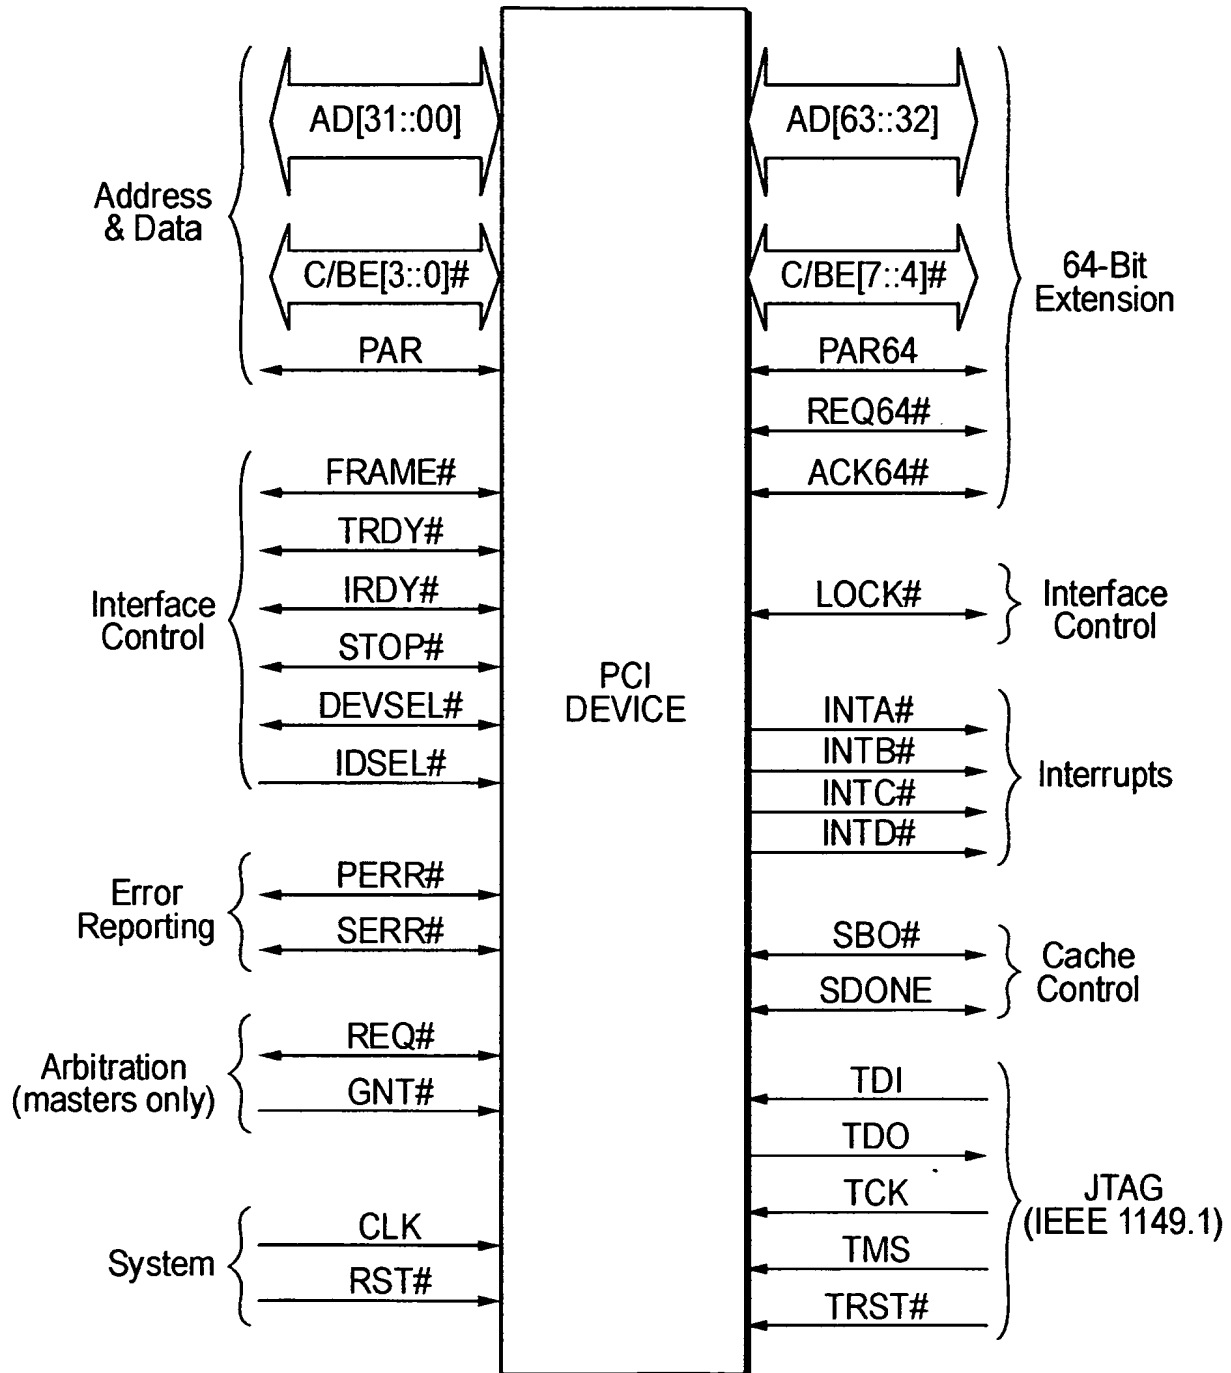 AD[31::00]
C/BE[3::0]#
PAR
Address
& Data
FRAME#
TRDY#
IRDY#
STOP#
DEVSEL#
IDSEL#
Interface
Control
PERR#
SERR#
Error
Reporting
REQ#
GNT#
Arbitration
(masters only)
CLK
RST#
System
PCI
DEVICE
AD[63::32]
C/BE[7::4]#
PAR64
REQ64#
ACK64#
64-Bit
Extension
LOCK#
Interface
Control
INTA#
INTB#
INTC#
INTD#
Interrupts
SBO#
SDONE
Cache
Control
TDI
TDO
TCK
TMS
TRST#
JTAG
(IEEE 1149.1)